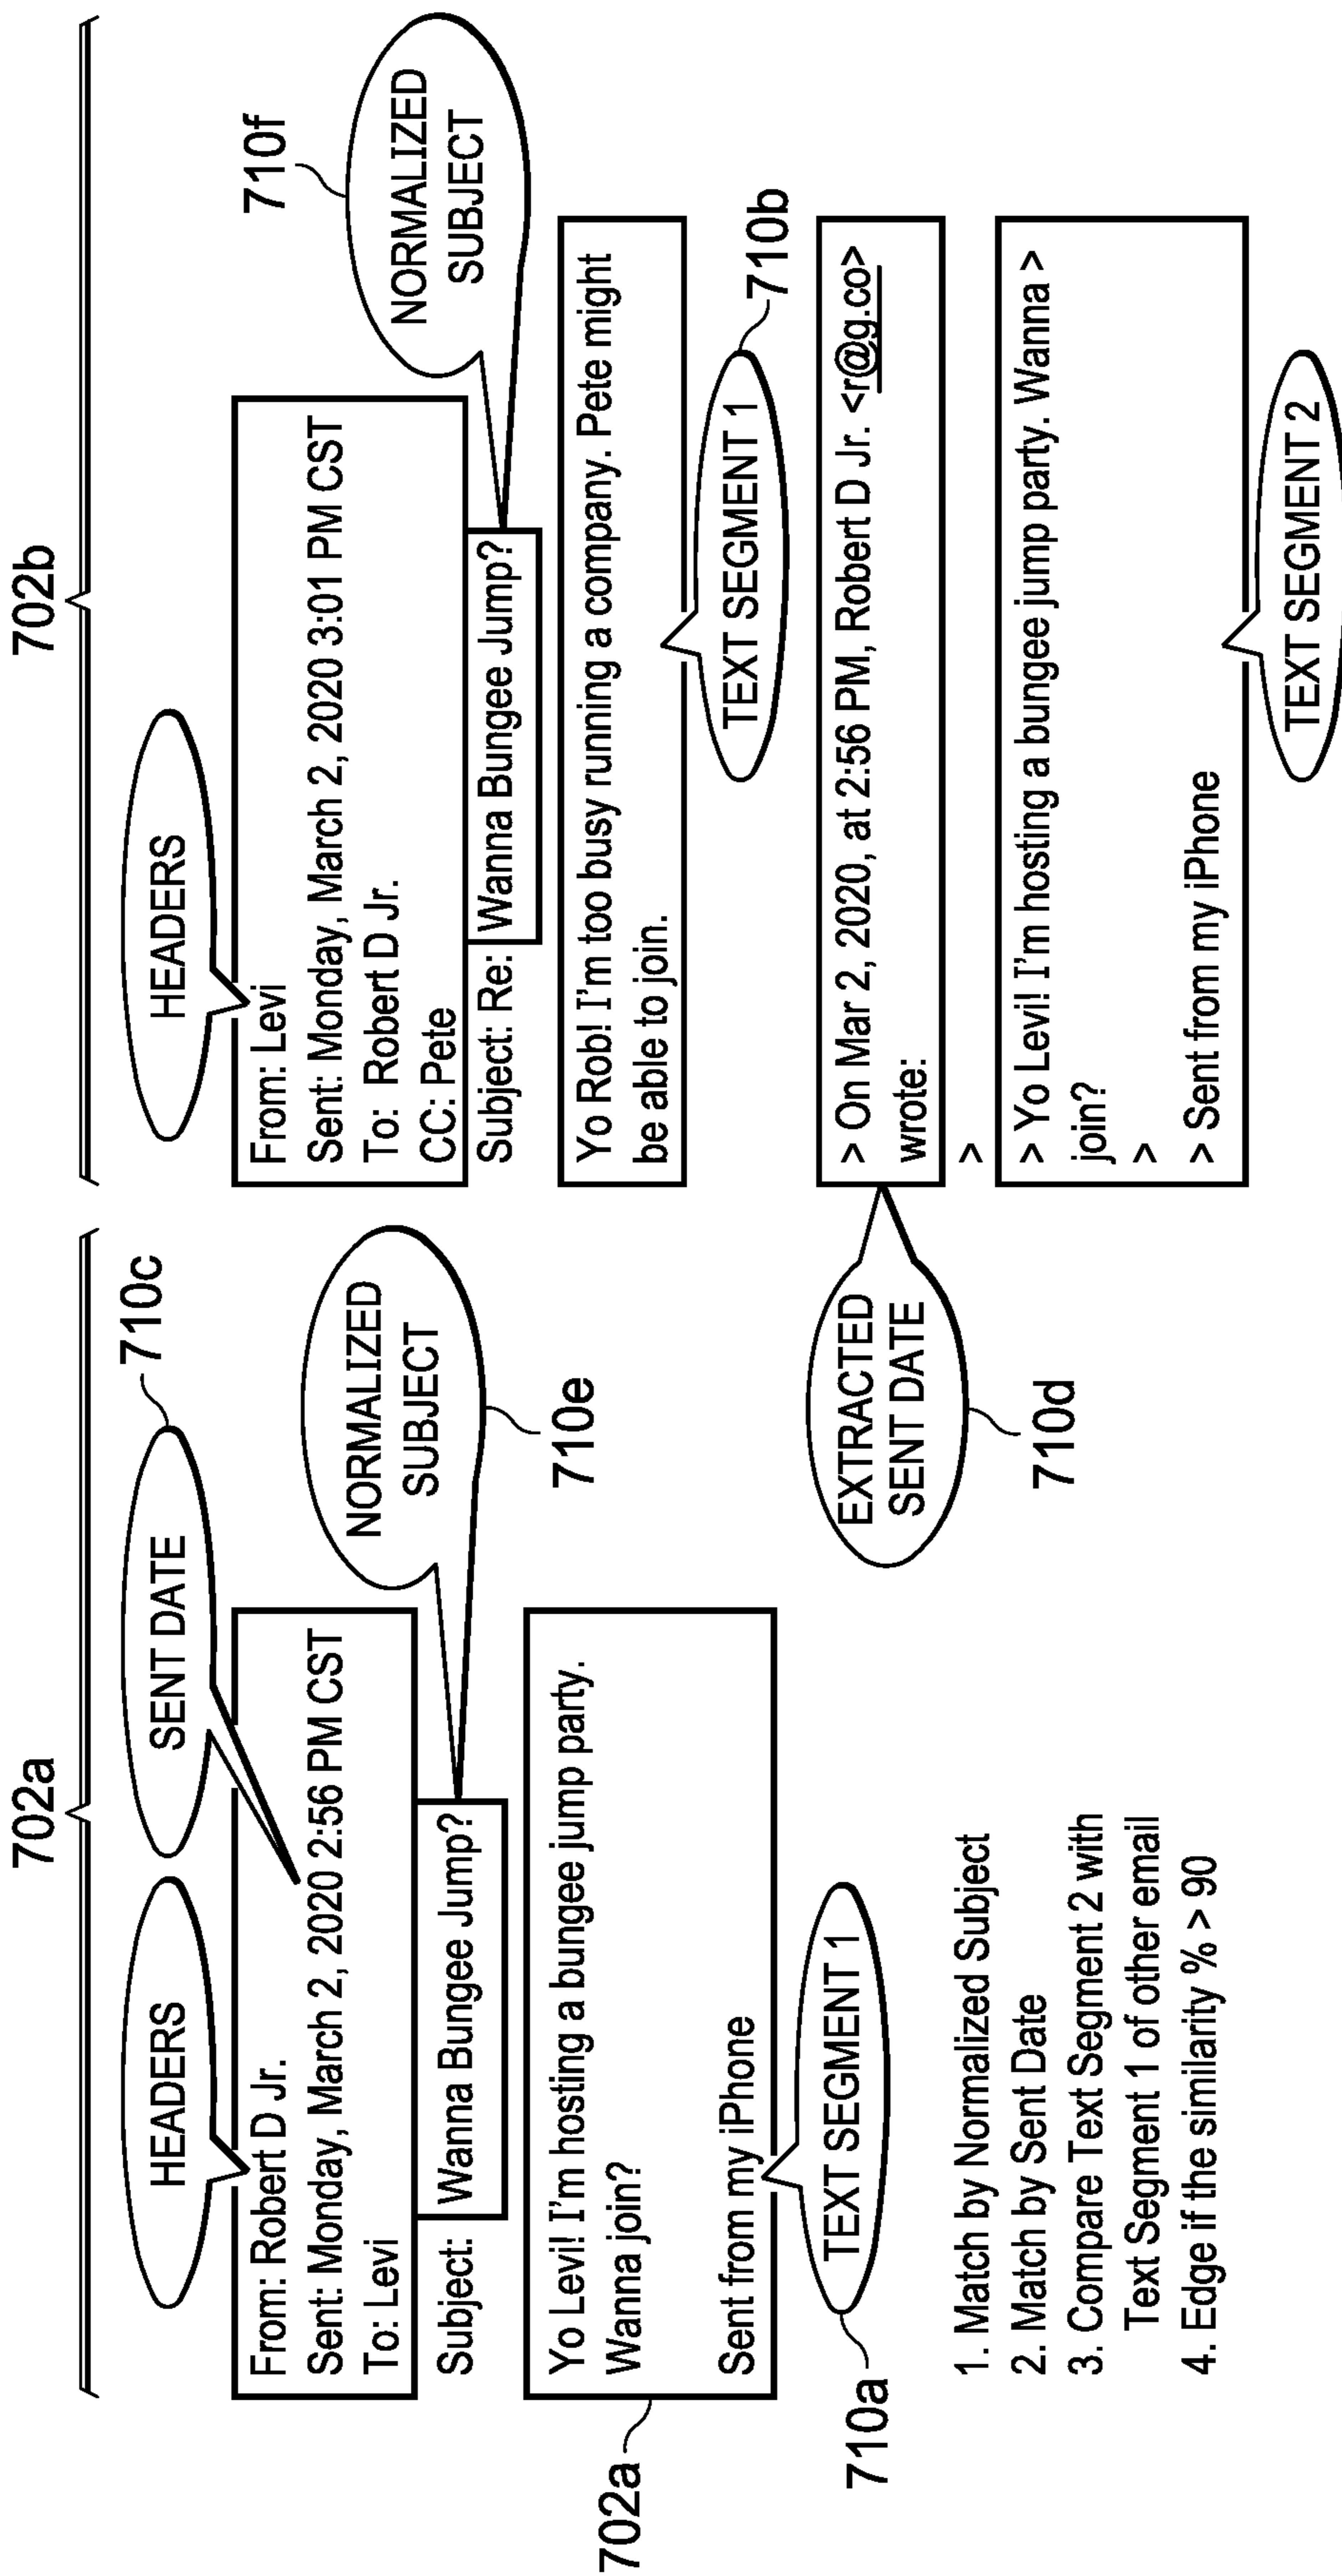 702a
HEADERS
SENT DATE
710c
From: Robert D Jr.
Sent: Monday, March 2, 2020 2:56 PM CST
To: Levi
Subject: Wanna Bungee Jump?
NORMALIZED
SUBJECT
710e
Yo Levi! I'm hosting a bungee jump party.
Wanna join?
Sent from my iPhone
702a
TEXT SEGMENT 1
710a
1. Match by Normalized Subject
2. Match by Sent Date
3. Compare Text Segment 2 with
Text Segment 1 of other email
4. Edge if the similarity % > 90
702b
HEADERS
From: Levi
Sent: Monday, March 2, 2020 3:01 PM CST
To: Robert D Jr.
CC: Pete
Subject: Re: Wanna Bungee Jump?
710f
NORMALIZED
SUBJECT
Yo Rob! I'm too busy running a company. Pete might
be able to join.
TEXT SEGMENT 1
710b
> On Mar 2, 2020, at 2:56 PM, Robert D Jr. <r@g.co>
wrote:
>
EXTRACTED
SENT DATE
710d
> Yo Levi! I'm hosting a bungee jump party. Wanna >
join?
>
> Sent from my iPhone
TEXT SEGMENT 2